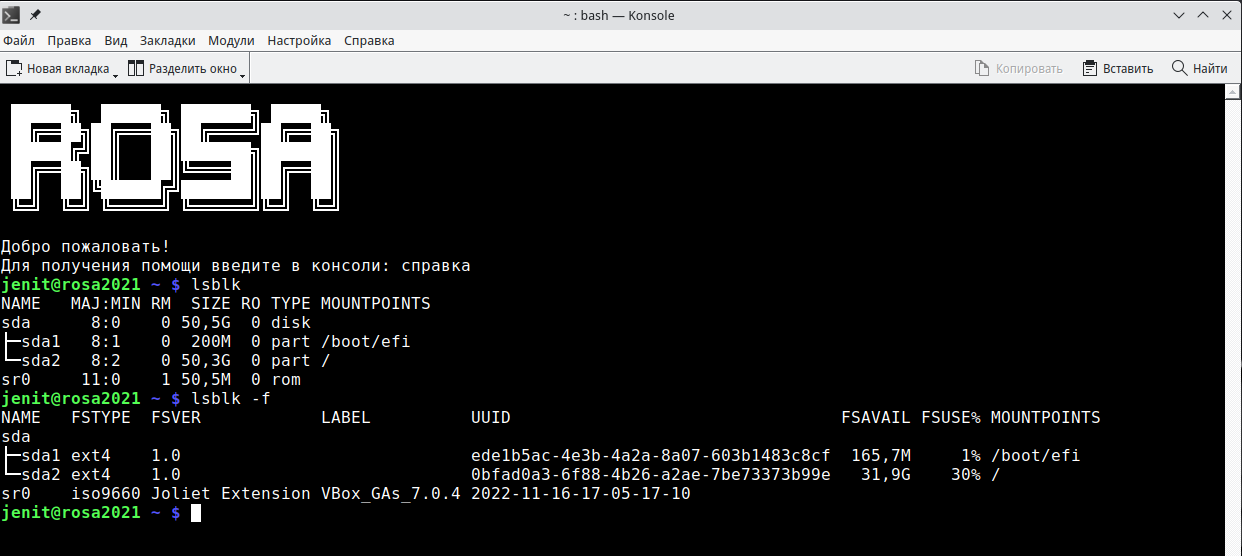 ~ : bash — Konsole
Файл Правка Вид Закладки Модули Настройка Справка
Новая вкладка Разделить окно Копировать Вставить Найти
ROSA
Добро пожаловать!
Для получения помощи введите в консоли: справка
jenit@rosa2021 ~ $ lsblk
NAME   MAJ:MIN RM   SIZE RO TYPE MOUNTPOINTS
sda      8:0    0 50,5G  0 disk
├─sda1   8:1    0  200M  0 part /boot/efi
└─sda2   8:2    0 50,3G  0 part /
sr0     11:0    1 50,5M  0 rom
jenit@rosa2021 ~ $ lsblk -f
NAME   FSTYPE  FSVER            LABEL          UUID                                 FSAVAIL FSUSE% MOUNTPOINTS
sda
├─sda1 ext4    1.0                             ede1b5ac-4e3b-4a2a-8a07-603b1483c8cf  165,7M     1% /boot/efi
└─sda2 ext4    1.0                             0bfad0a3-6f88-4b26-a2ae-7be73373b99e   31,9G    30% /
sr0    iso9660 Joliet Extension VBox_GAs_7.0.4 2022-11-16-17-05-17-10
jenit@rosa2021 ~ $